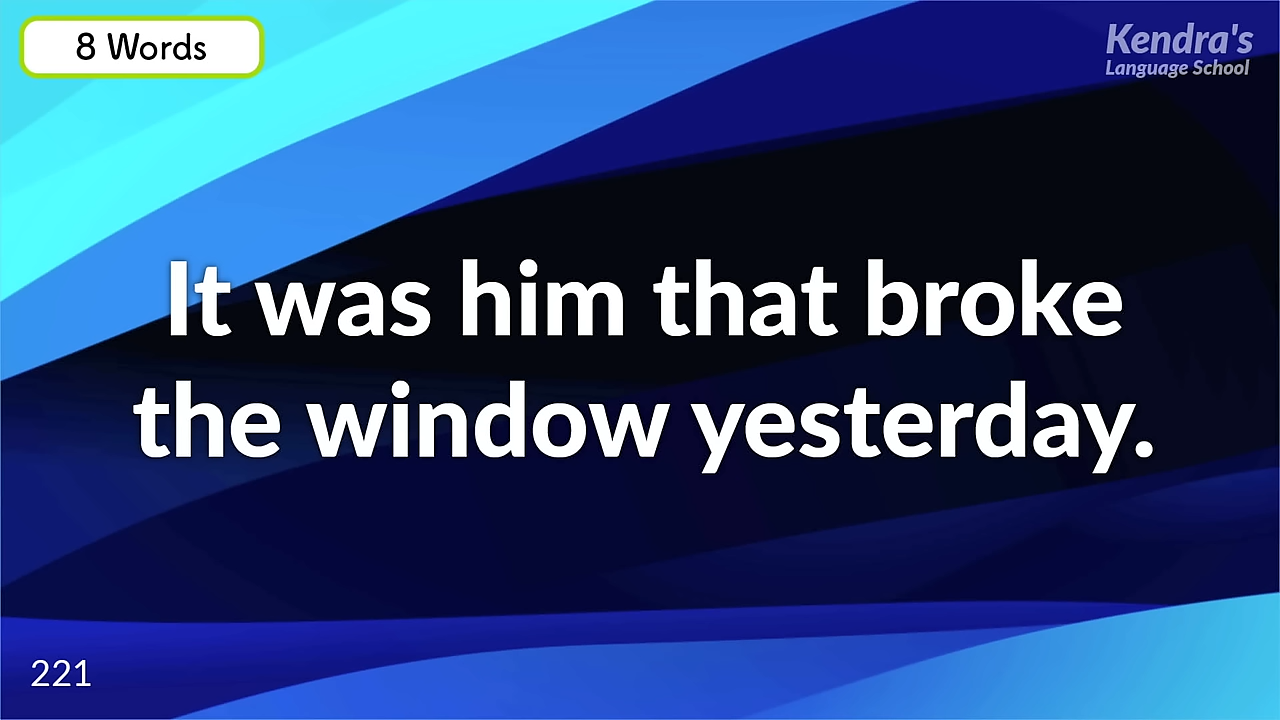 8 Words
Kendra's
Language School
It was him that broke
the window yesterday.
221